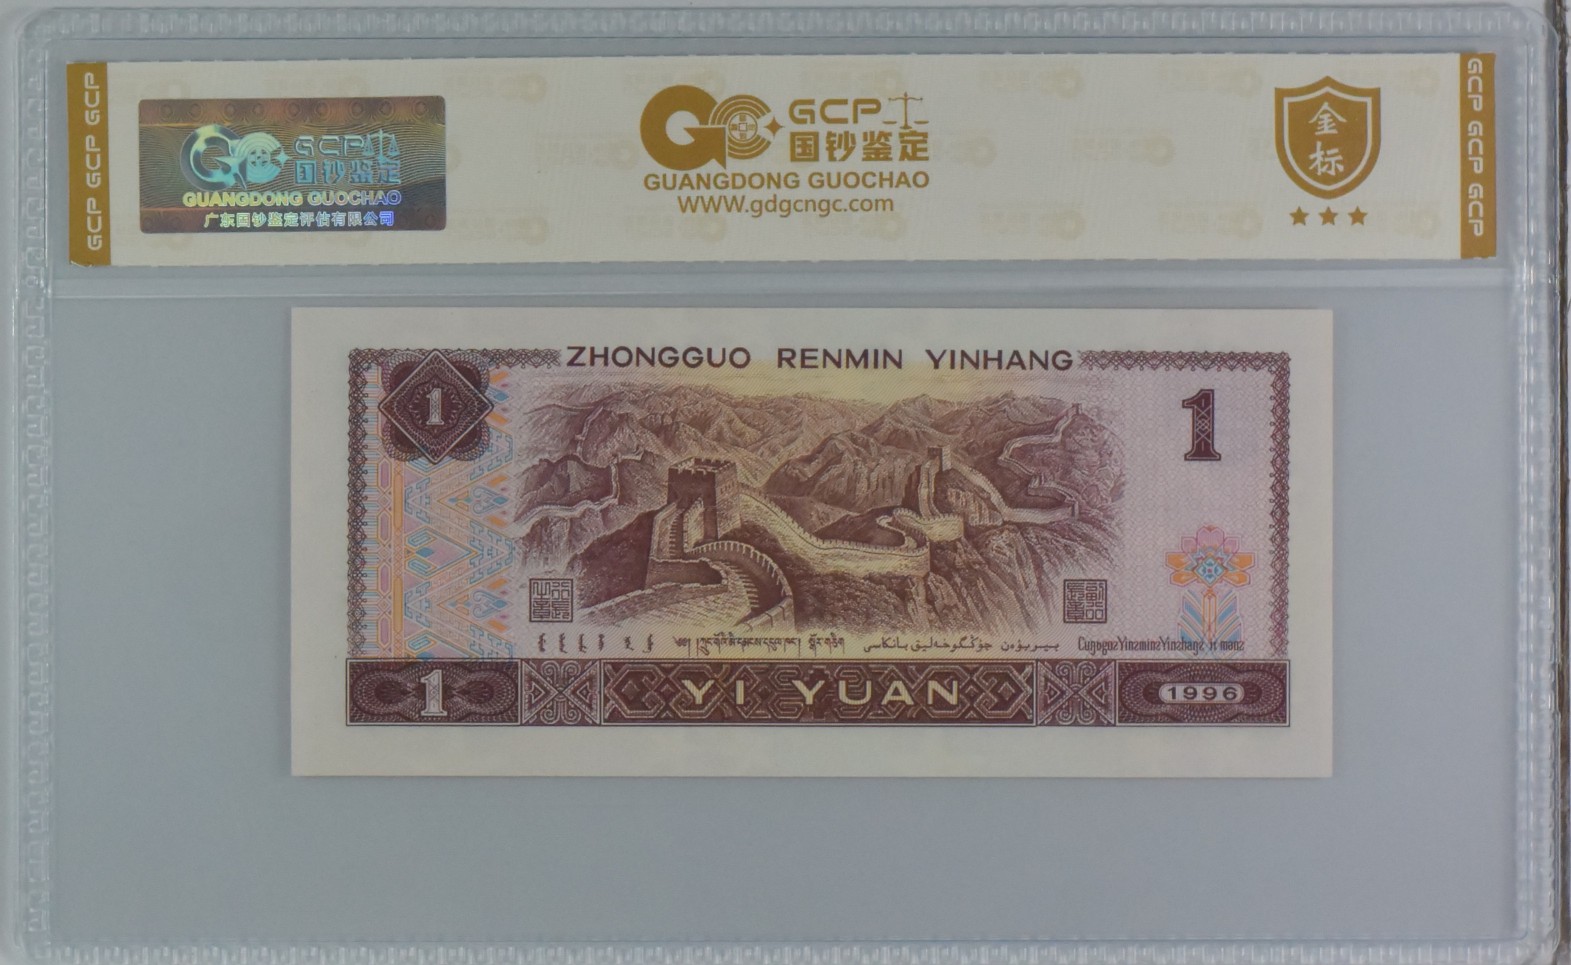 GCP GCP GCP
GCP
国钞鉴定
GUANGDONG GUOCHAO
广东国钞鉴定评估有限公司
GCP
国钞鉴定
GUANGDONG GUOCHAO
WWW.gdgcngc.com
金标
GCP GCP GCP
ZHONGGUO RENMIN YINHANG
1
1
1
YI YUAN
1996